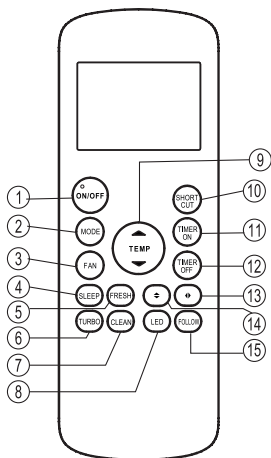 ON/OFF
SHORT
CUT
MODE
TEMP
TIMER
ON
FAN
TIMER
OFF
SLEEP
FRESH
TURBO
CLEAN
LED
FOLLOW
1
2
3
4
5
6
7
8
9
10
11
12
13
14
15